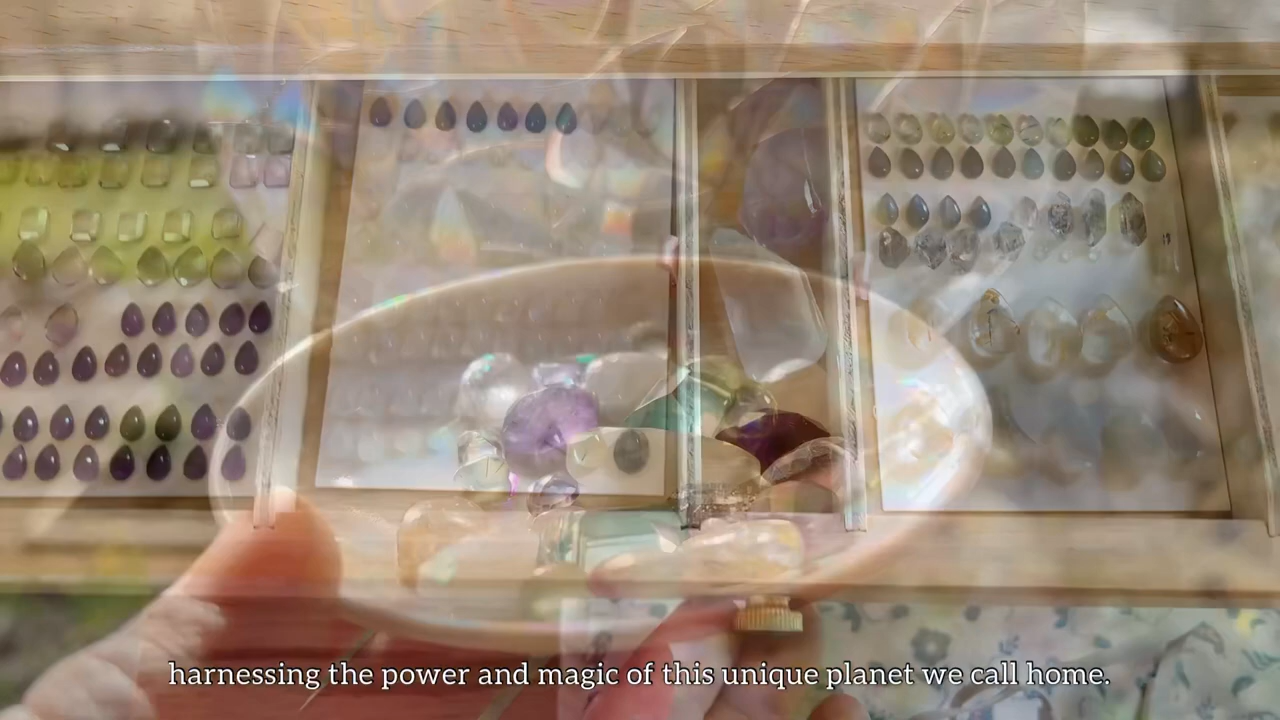 harnessing the power and magic of this unique planet we call home.